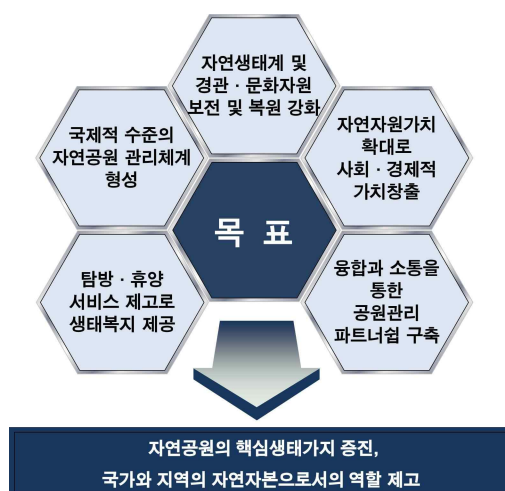 자연생태계 및
경관 · 문화자원
보전 및 복원 강화
국제적 수준의
자연공원 관리체계
형성
자연자원가치
확대로
사회 · 경제적
가치창출
목 표
탐방 · 휴양
서비스 제고로
생태복지 제공
융합과 소통을
통한
공원관리
파트너쉽 구축
자연공원의 핵심생태가지 증진,
국가와 지역의 자연자본으로서의 역할 제고